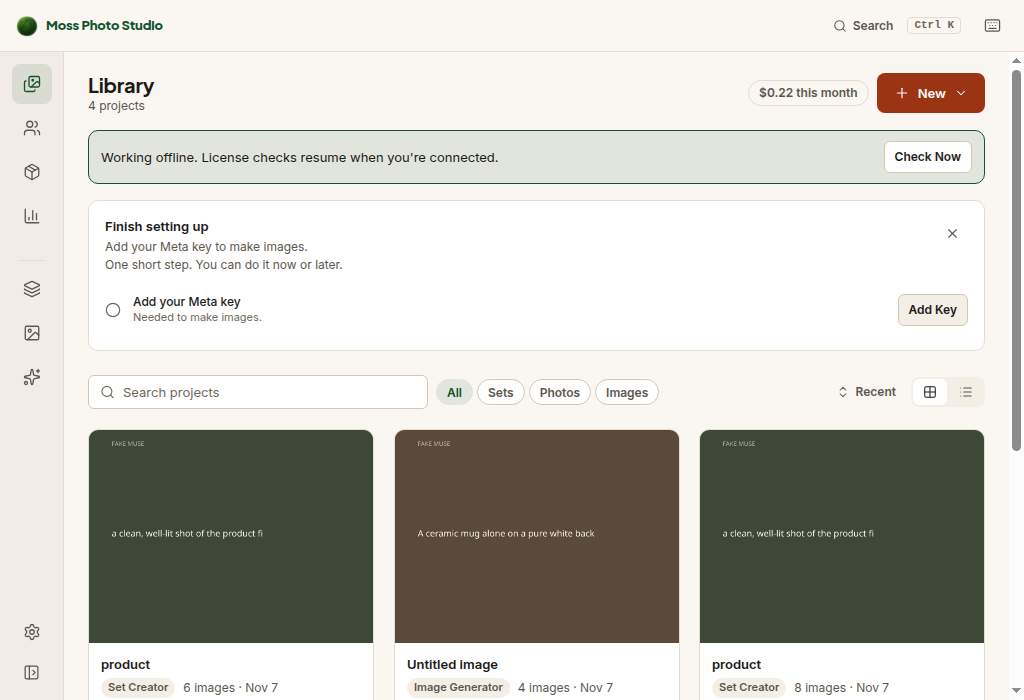 Moss Photo Studio
Search
Ctrl K
Library
4 projects
$0.22 this month
New
Working offline. License checks resume when you're connected.
Check Now
Finish setting up
Add your Meta key to make images.
One short step. You can do it now or later.
Add your Meta key
Needed to make images.
Add Key
Search projects
All
Sets
Photos
Images
Recent
FAKE MUSE
a clean, well-lit shot of the product fi
product
Set Creator
6 images · Nov 7
FAKE MUSE
A ceramic mug alone on a pure white back
Untitled image
Image Generator
4 images · Nov 7
FAKE MUSE
a clean, well-lit shot of the product fi
product
Set Creator
8 images · Nov 7